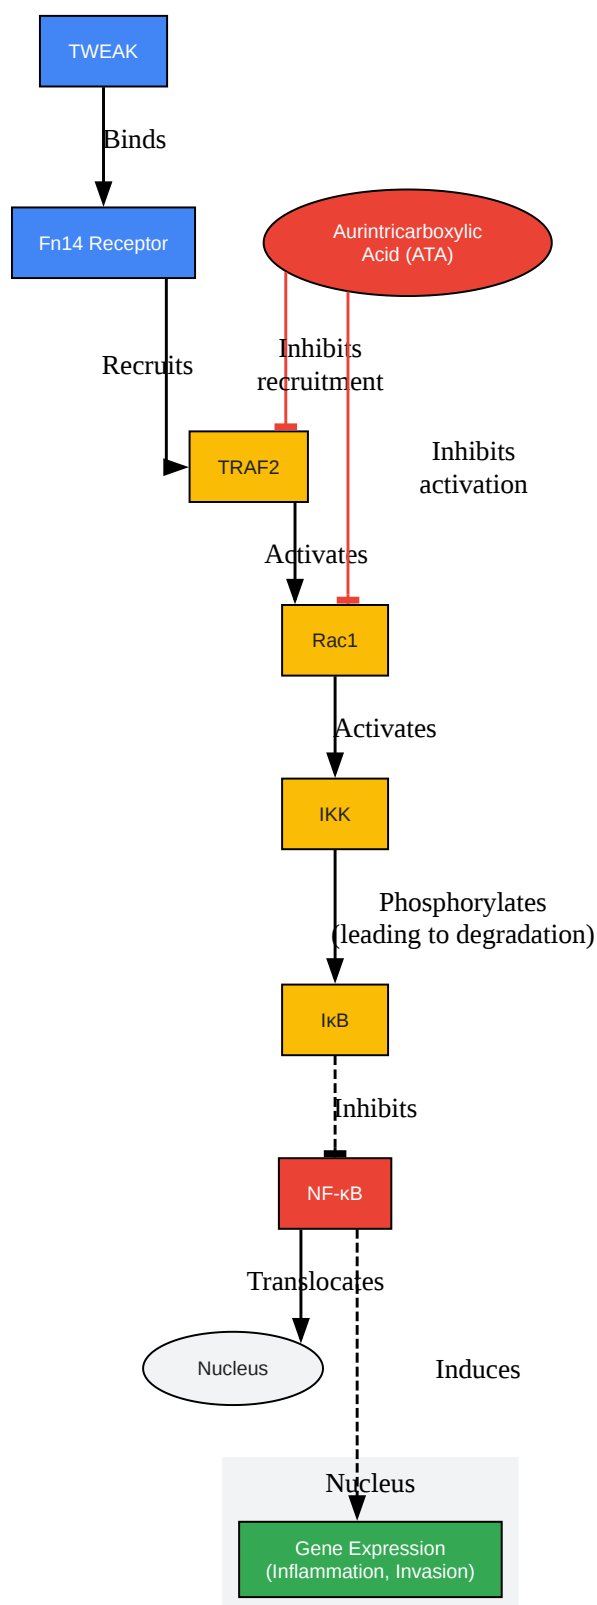 TWEAK
Binds
Fn14 Receptor
Aurintricarboxylic
Acid (ATA)
Recruits
Inhibits
recruitment
Inhibits
activation
TRAF2
Activates
Rac1
Activates
IKK
Phosphorylates
(leading to degradation)
IκB
Inhibits
NF-κB
Translocates
Nucleus
Induces
Nucleus
Gene Expression
(Inflammation, Invasion)